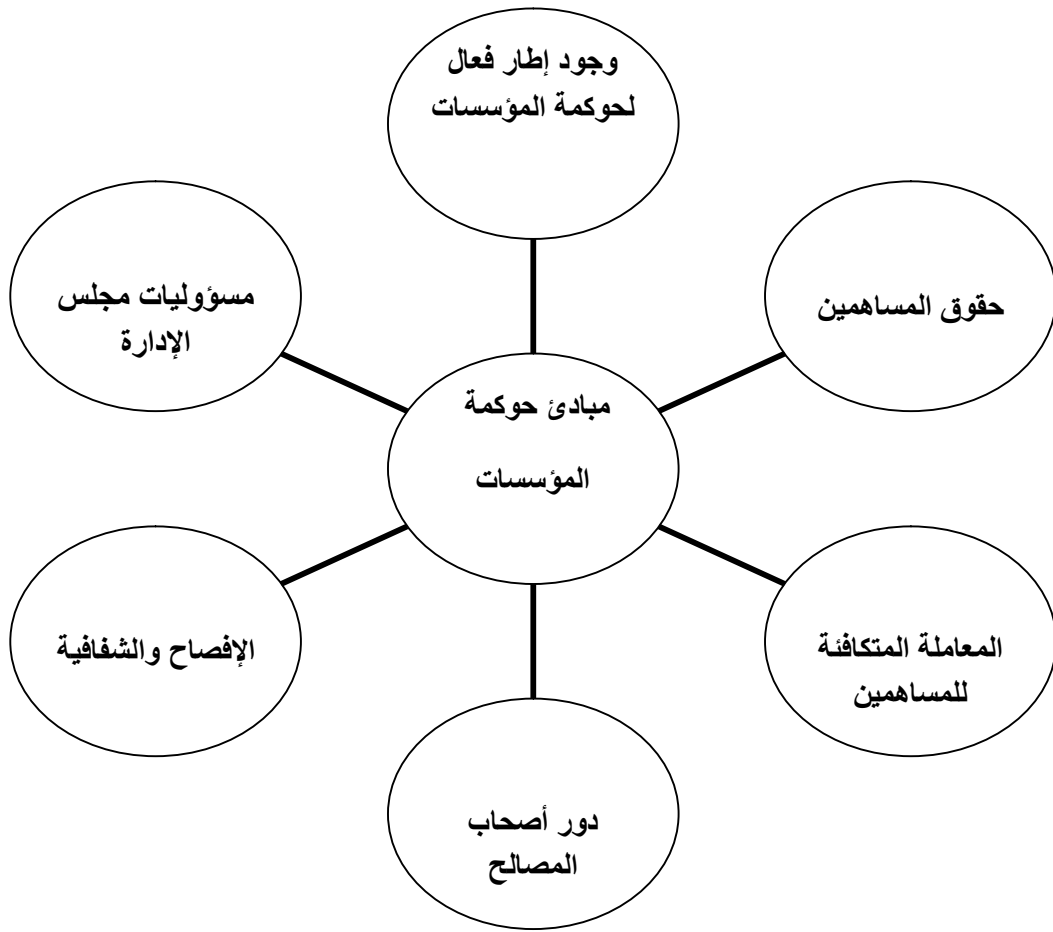 وجود إطار فعال
لحوكمة المؤسسات
حقوق المساهمين
مسؤوليات مجلس
الإدارة
مبادئ حوكمة
المؤسسات
المعاملة المتكافئة
للمساهمين
الإفصاح والشفافية
دور أصحاب
المصالح